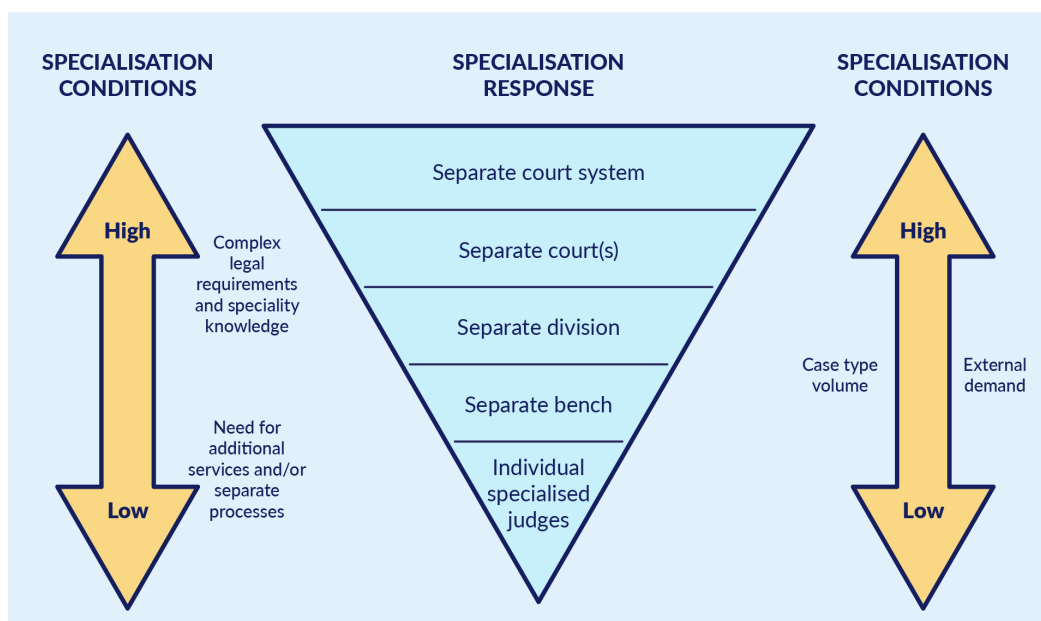 SPECIALISATION
CONDITIONS
SPECIALISATION
RESPONSE
SPECIALISATION
CONDITIONS
High
Complex
legal
requirements
and speciality
knowledge
Need for
additional
services and/or
separate
processes
Low
Separate court system
Separate court(s)
Separate division
Separate bench
Individual
specialised
judges
High
Case type
volume
External
demand
Low